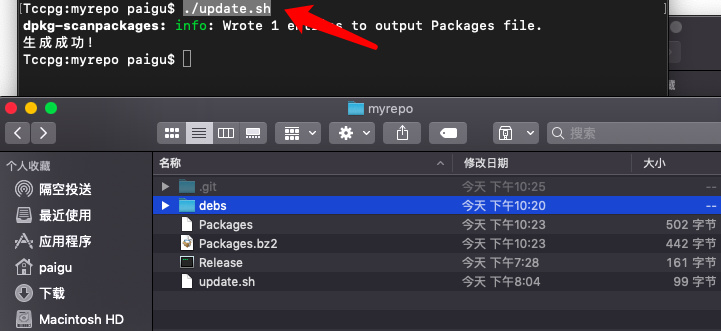 [Tccpg:myrepo paigu$ ./update.sh ]
dpkg-scanpackages: info: Wrote 1 entries to output Packages file.
生成成功！
Tccpg:myrepo paigu$
myrepo
搜索
个人收藏
隔空投送
最近使用
应用程序
paigu
下载
Macintosh HD
名称 修改日期 大小
.git 今天 下午10:25 --
debs 今天 下午10:20 --
Packages 今天 下午10:23 502 字节
Packages.bz2 今天 下午10:23 442 字节
Release 今天 下午7:28 161 字节
update.sh 今天 下午8:04 99 字节